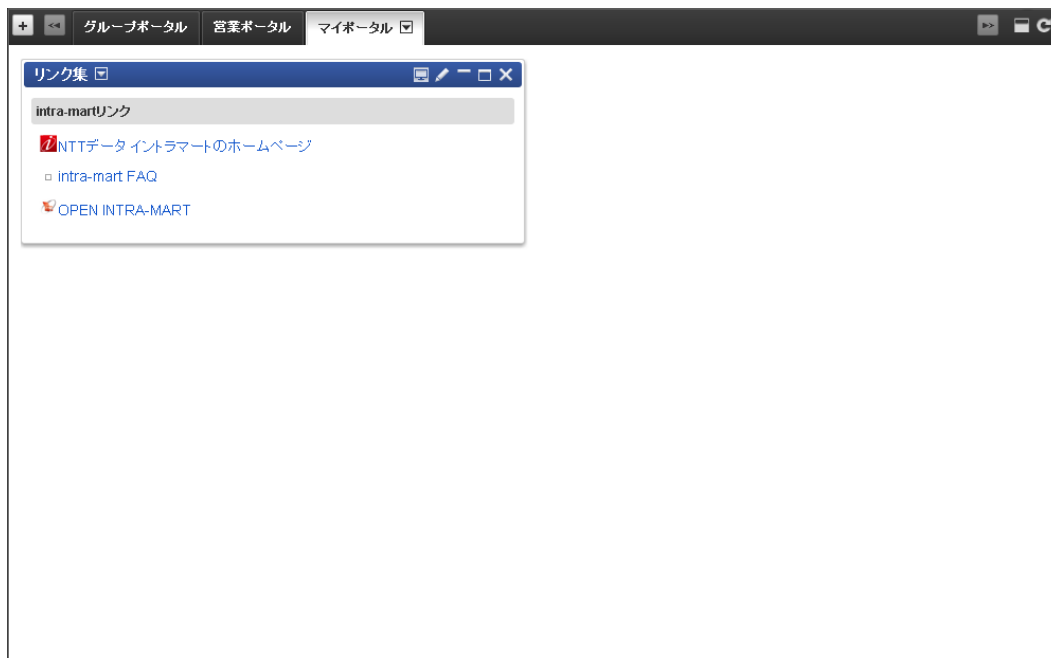 グループポータル 営業ポータル マイポータル
リンク集
intra-martリンク
NTTデータ イントラマートのホームページ
intra-mart FAQ
OPEN INTRA-MART